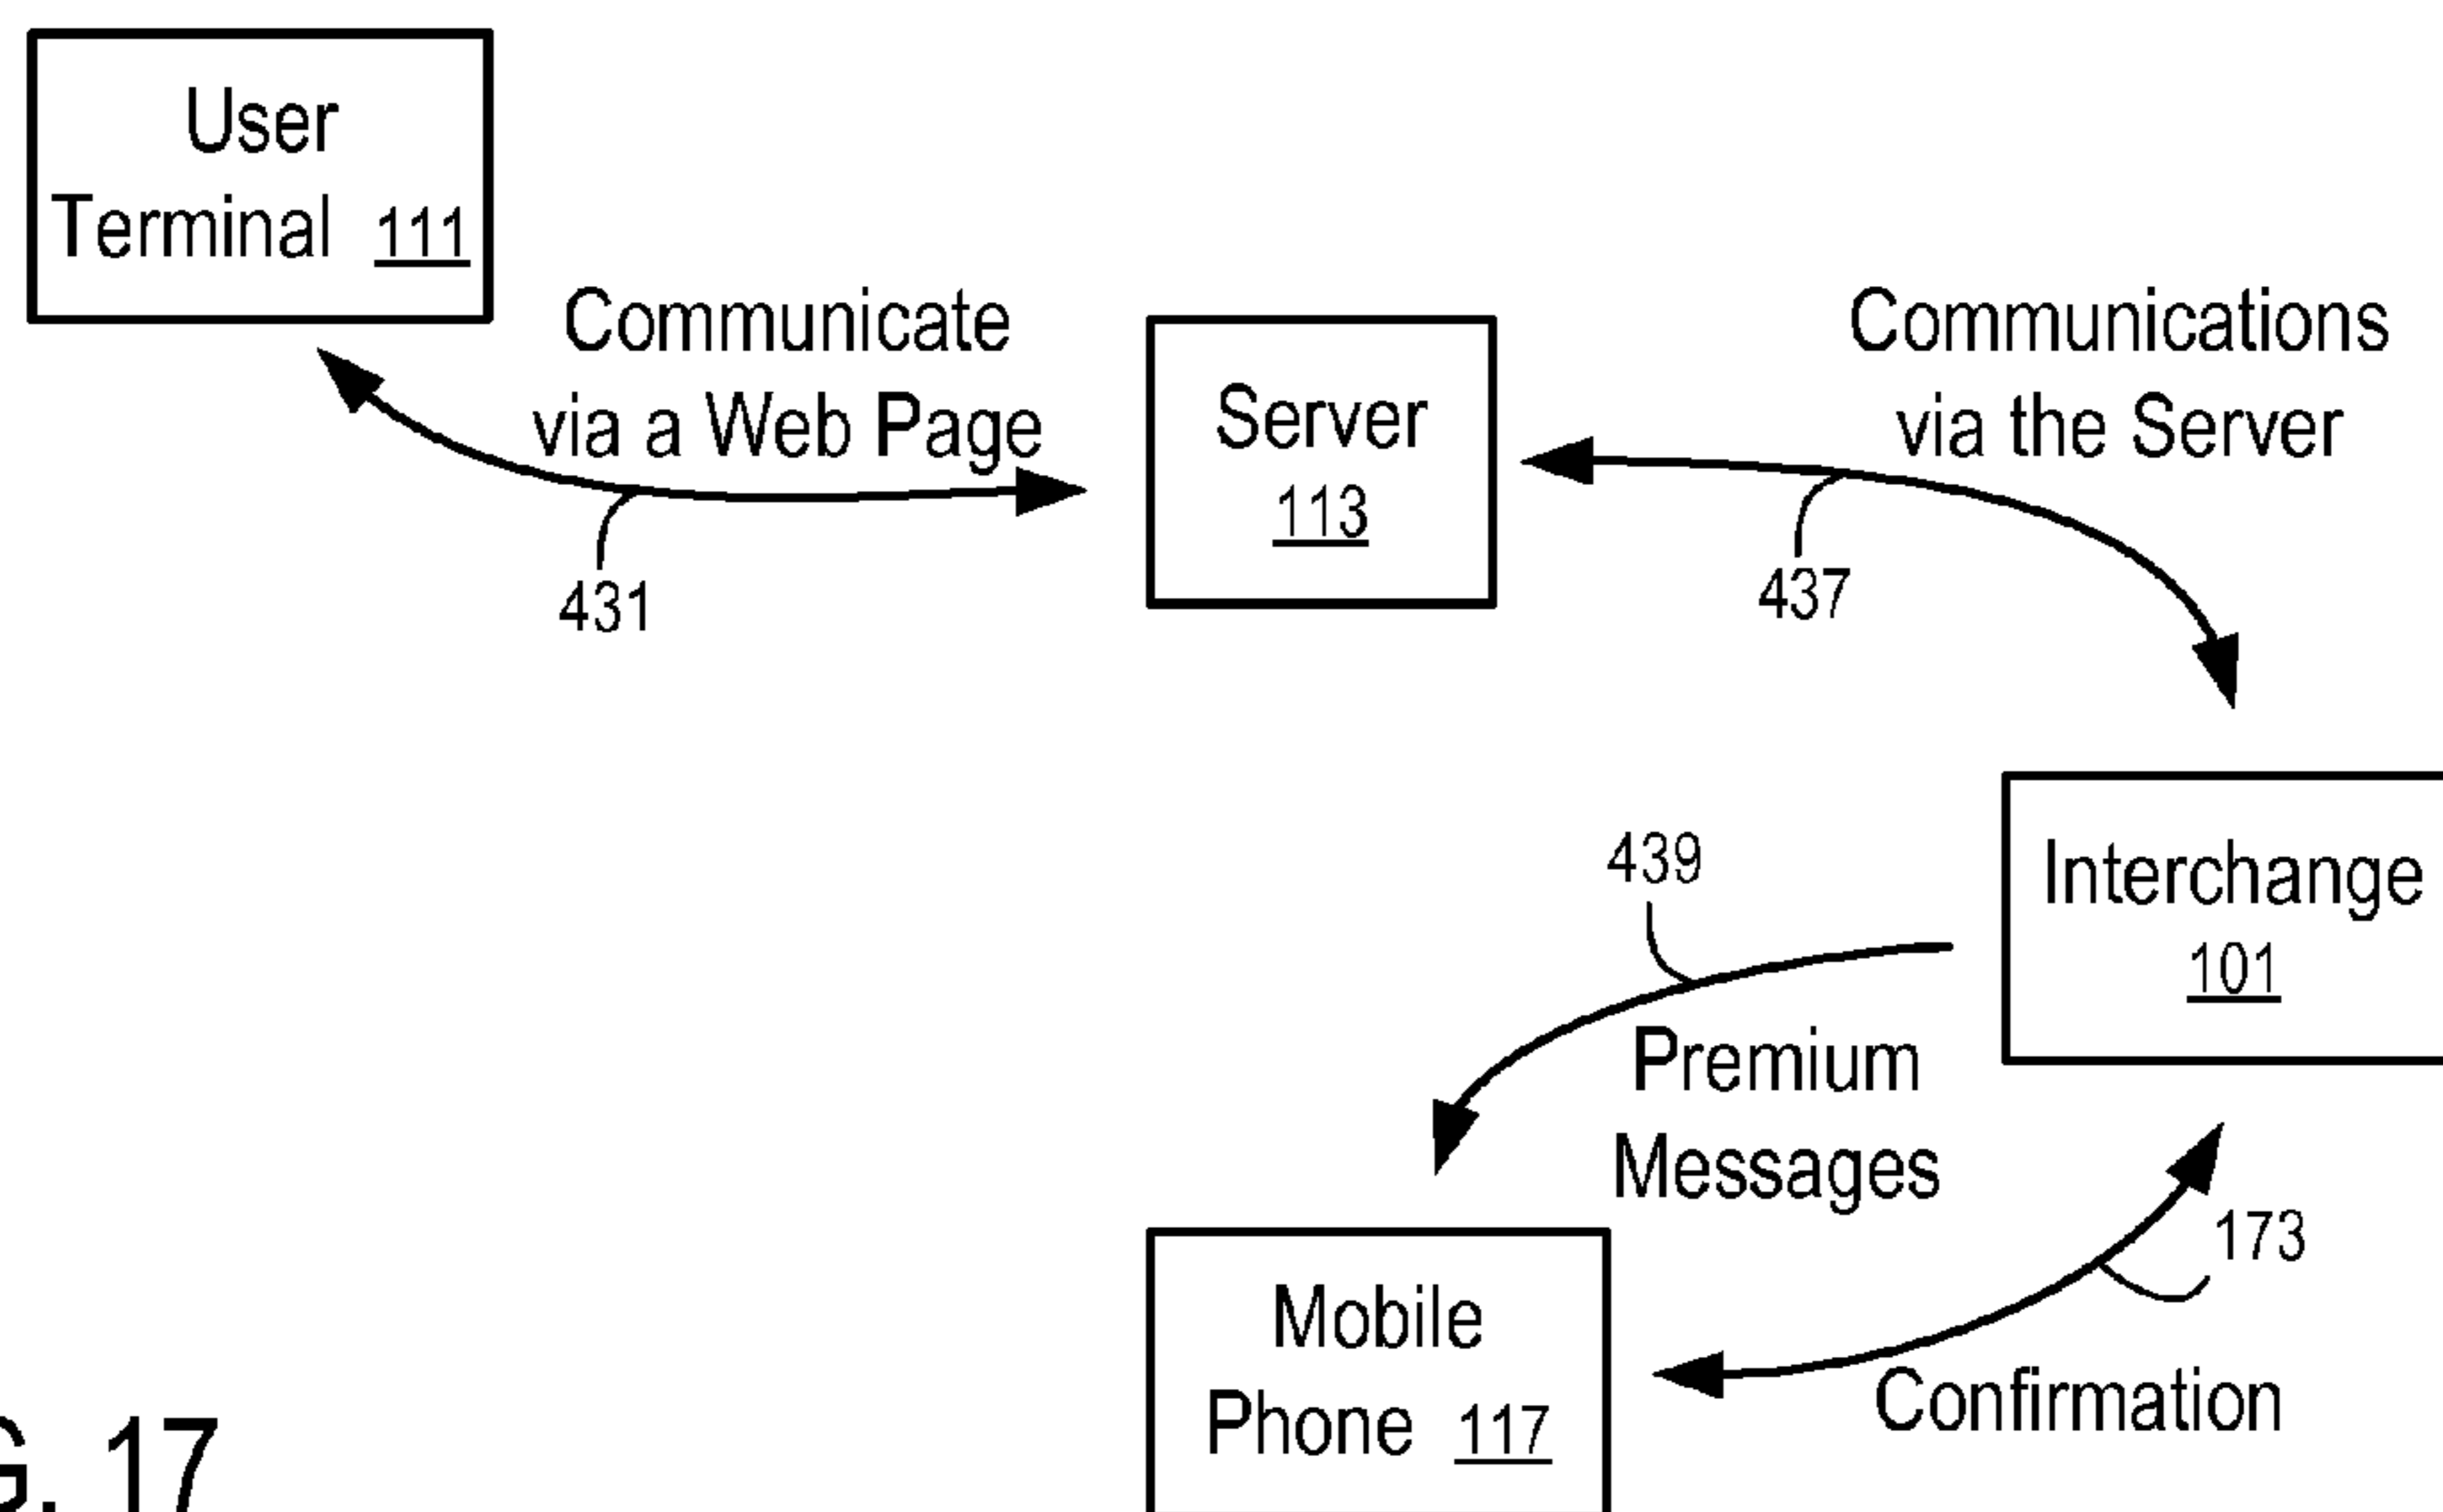 User
Terminal 111
Communicate
via a Web Page
431
Server
113
Communications
via the Server
437
Interchange
101
439
Premium
Messages
173
Confirmation
Mobile
Phone 117
G. 17